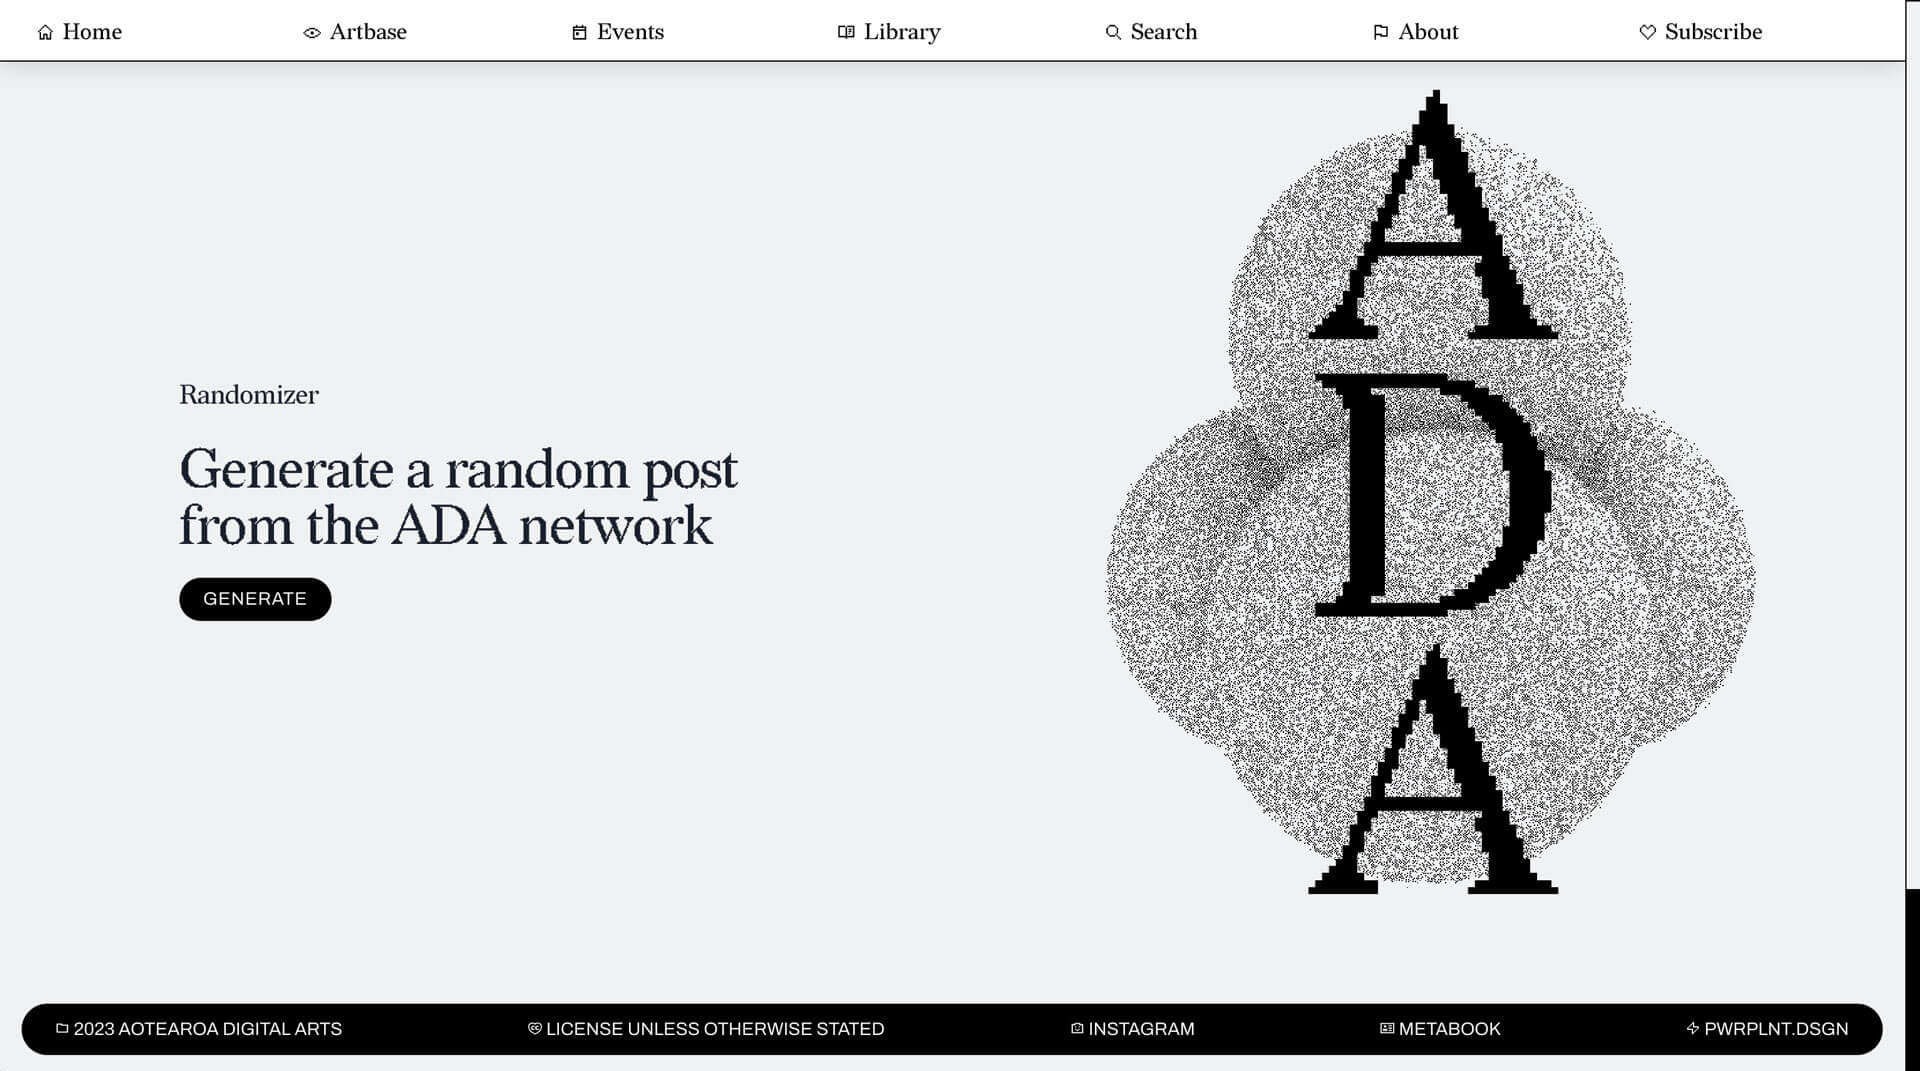 Home
Artbase
Events
Library
Search
About
Subscribe
Randomizer
Generate a random post
from the ADA network
GENERATE
A
D
A
2023 AOTEAROA DIGITAL ARTS
LICENSE UNLESS OTHERWISE STATED
INSTAGRAM
METABOOK
PWRPLNT.DSGN